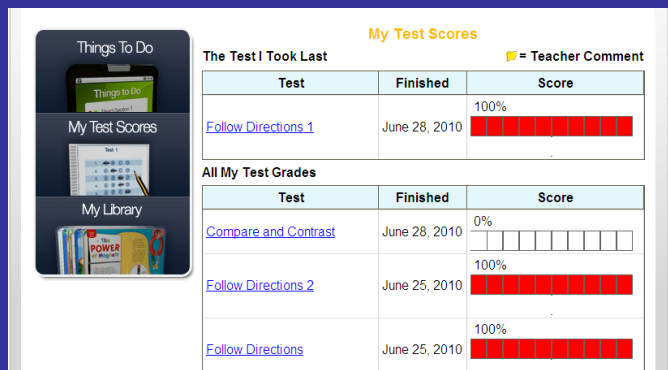 My Test Scores
Things To Do
The Test I Took Last
= Teacher Comment
Test Finished Score
Things to Do
100%
Follow Directions 1 June 28, 2010
My Test Scores
Test 1
All My Test Grades
Test Finished Score
My Library
0%
Compare and Contrast June 28, 2010
The
POWER
of Magnets
100%
Follow Directions 2 June 25, 2010
100%
Follow Directions June 25, 2010